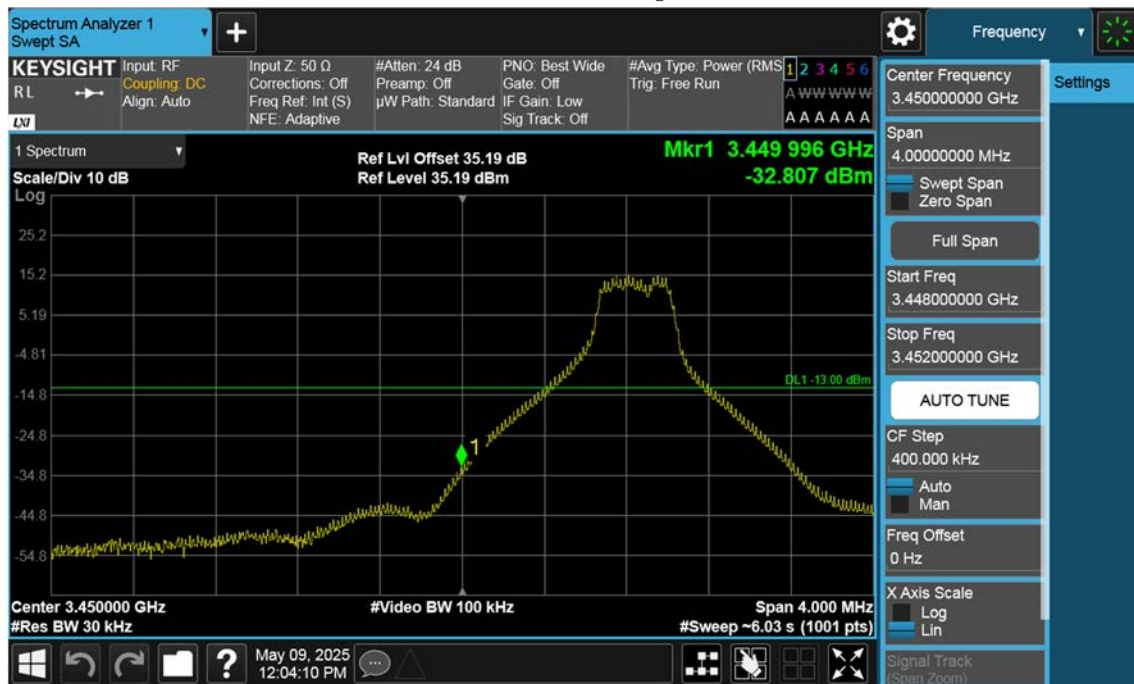 Spectrum Analyzer 1
Swept SA
+
Frequency
KEYSIGHT
RL
LXI
Input: RF
Coupling: DC
Align: Auto
Input Z: 50 Ω
Corrections: Off
Freq Ref: Int (S)
NFE: Adaptive
#Atten: 24 dB
Preamp: Off
µW Path: Standard
PNO: Best Wide
Gate: Off
IF Gain: Low
Sig Track: Off
#Avg Type: Power (RMS
Trig: Free Run
1 2 3 4 5 6
A W W W W W
A A A A A A
1 Spectrum
Scale/Div 10 dB
Ref Lvl Offset 35.19 dB
Ref Level 35.19 dBm
Mkr1 3.449 996 GHz
-32.807 dBm
Log
25.2
15.2
5.19
-4.81
-14.8
-24.8
-34.8
-44.8
-54.8
DL1 -13.00 dBm
1
Center 3.450000 GHz
#Res BW 30 kHz
#Video BW 100 kHz
Span 4.000 MHz
#Sweep ~6.03 s (1001 pts)
?
May 09, 2025
12:04:10 PM
Center Frequency
3.450000000 GHz
Span
4.00000000 MHz
Swept Span
Zero Span
Full Span
Start Freq
3.448000000 GHz
Stop Freq
3.452000000 GHz
AUTO TUNE
CF Step
400.000 kHz
Auto
Man
Freq Offset
0 Hz
X Axis Scale
Log
Lin
Signal Track
(Span Zoom)
Settings